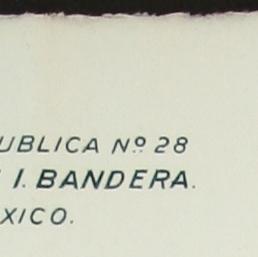 UBLICA Nº 28
I. BANDERA.
XICO.